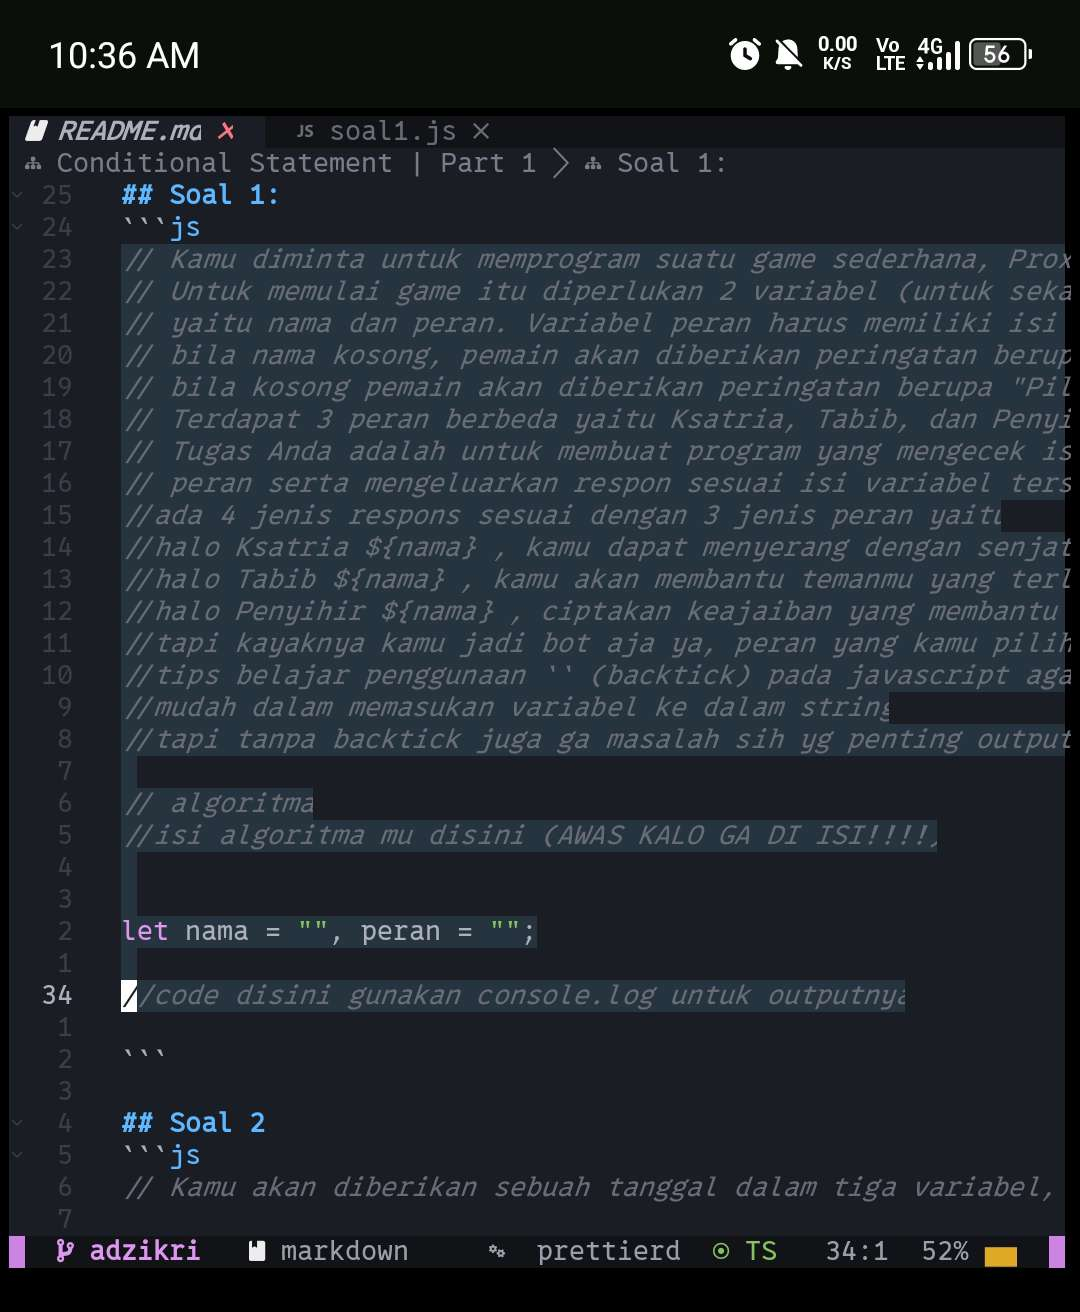 10:36 AM 0.00 K/S Vo LTE 4G 56
README.md ✗ JS soal1.js ×
Conditional Statement | Part 1 > Soal 1:
25 ## Soal 1:
24 ```js
23 // Kamu diminta untuk memprogram suatu game sederhana,
22 // Untuk memulai game itu diperlukan 2 variabel (untuk
21 // yaitu nama dan peran. Variabel peran harus memiliki isi
20 // bila nama kosong, pemain akan diberikan peringatan
19 // bila kosong pemain akan diberikan peringatan berupa
18 // Terdapat 3 peran berbeda yaitu Ksatria, Tabib, dan
17 // Tugas Anda adalah untuk membuat program yang mengecek
16 // peran serta mengeluarkan respon sesuai isi variabel
15 //ada 4 jenis respons sesuai dengan 3 jenis peran yaitu
14 //halo Ksatria ${nama} , kamu dapat menyerang dengan
13 //halo Tabib ${nama} , kamu akan membantu temanmu yang
12 //halo Penyihir ${nama} , ciptakan keajaiban yang membantu
11 //tapi kayaknya kamu jadi bot aja ya, peran yang kamu
10 //tips belajar penggunaan `` (backtick) pada javascript
9 //mudah dalam memasukan variabel ke dalam string
8 //tapi tanpa backtick juga ga masalah sih yg penting output
7
6 // algoritma
5 //isi algoritma mu disini (AWAS KALO GA DI ISI!!!!)
4
3
2 let nama = "", peran = "";
1
34 //code disini gunakan console.log untuk outputnya
1
2 ```
3
4 ## Soal 2
5 ```js
6 // Kamu akan diberikan sebuah tanggal dalam tiga variabel,
7
adzikri markdown prettierd TS 34:1 52%